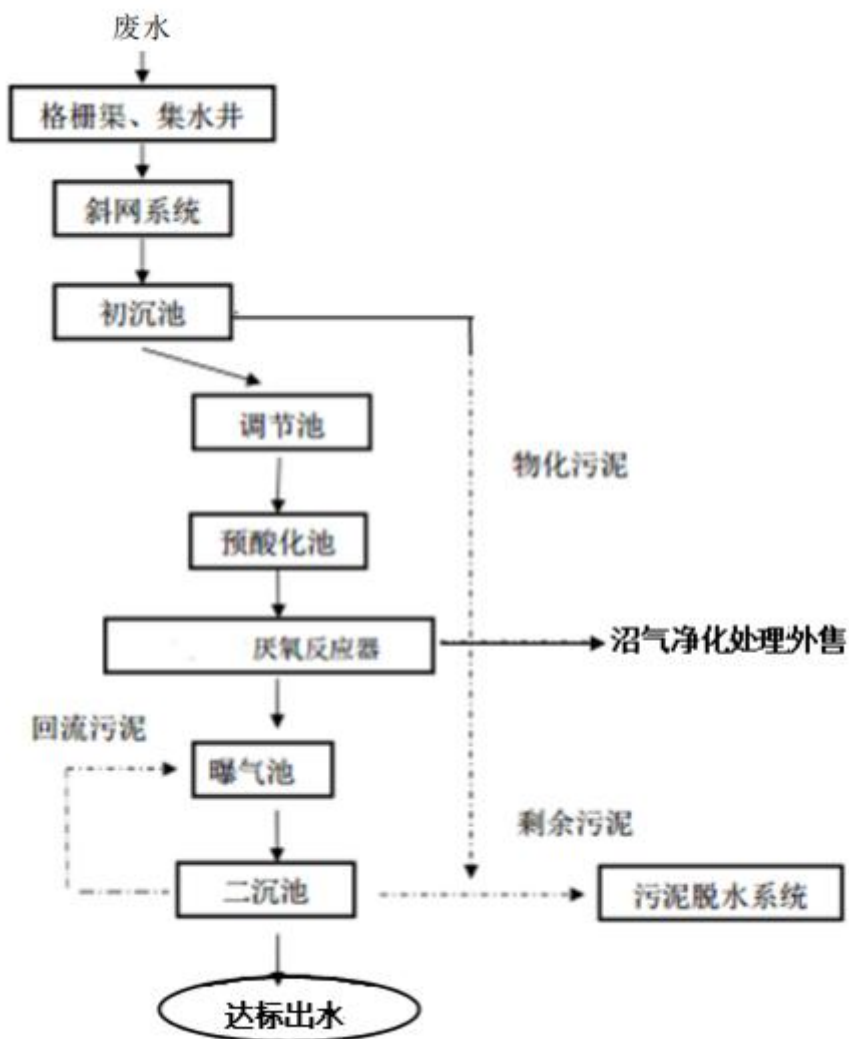 废水
格栅渠、集水井
斜网系统
初沉池
调节池
物化污泥
预酸化池
厌氧反应器
沼气净化处理外售
回流污泥
曝气池
剩余污泥
二沉池
污泥脱水系统
达标出水